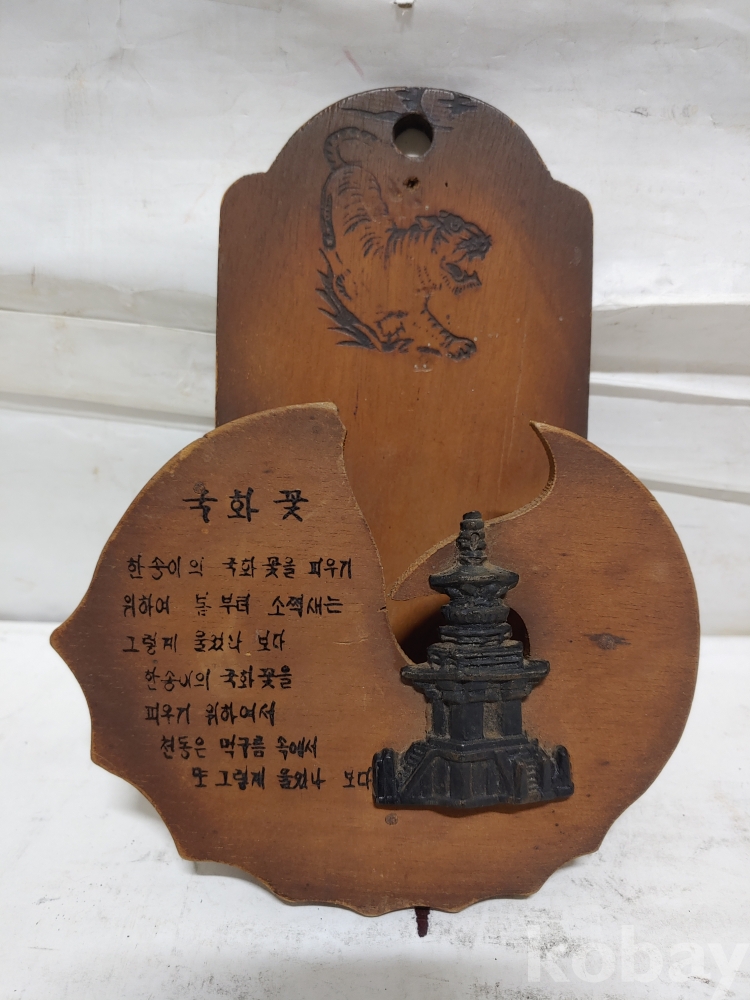 국화꽃
한송이의 국화꽃을 피우기
위하여 봄부터 소쩍새는
그렇게 울었나 보다
한송이의 국화꽃을
피우기 위하여서
천동은 먹구름 속에서
또 그렇게 울었나 보다
kobay